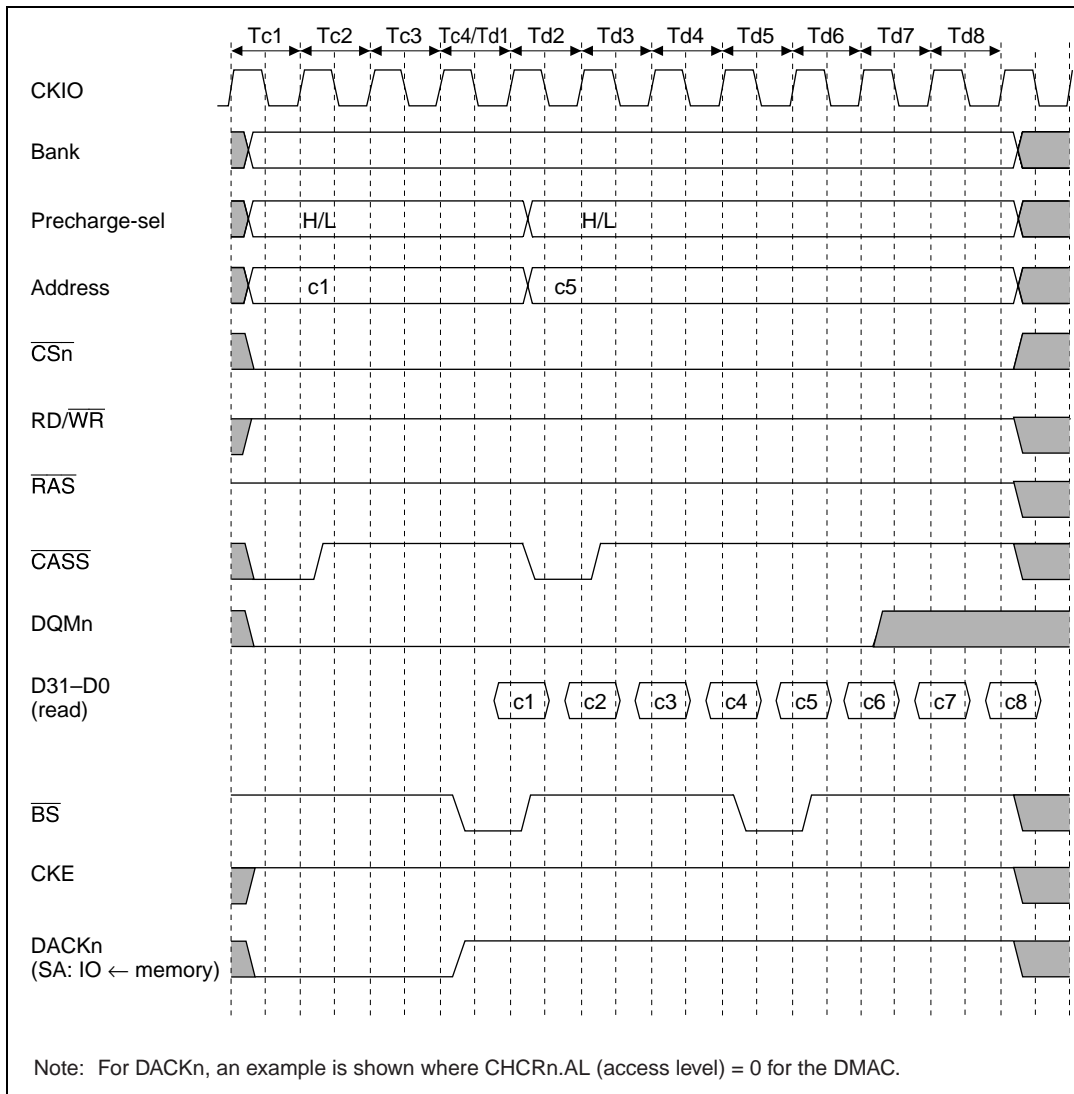 Tc1 Tc2 Tc3 Tc4/Td1 Td2 Td3 Td4 Td5 Td6 Td7 Td8
CKIO
Bank
Precharge-sel H/L H/L
Address c1 c5
CSn
RD/WR
RAS
CASS
DQMn
D31–D0
(read) c1 c2 c3 c4 c5 c6 c7 c8
BS
CKE
DACKn
(SA: IO ← memory)
Note: For DACKn, an example is shown where CHCRn.AL (access level) = 0 for the DMAC.